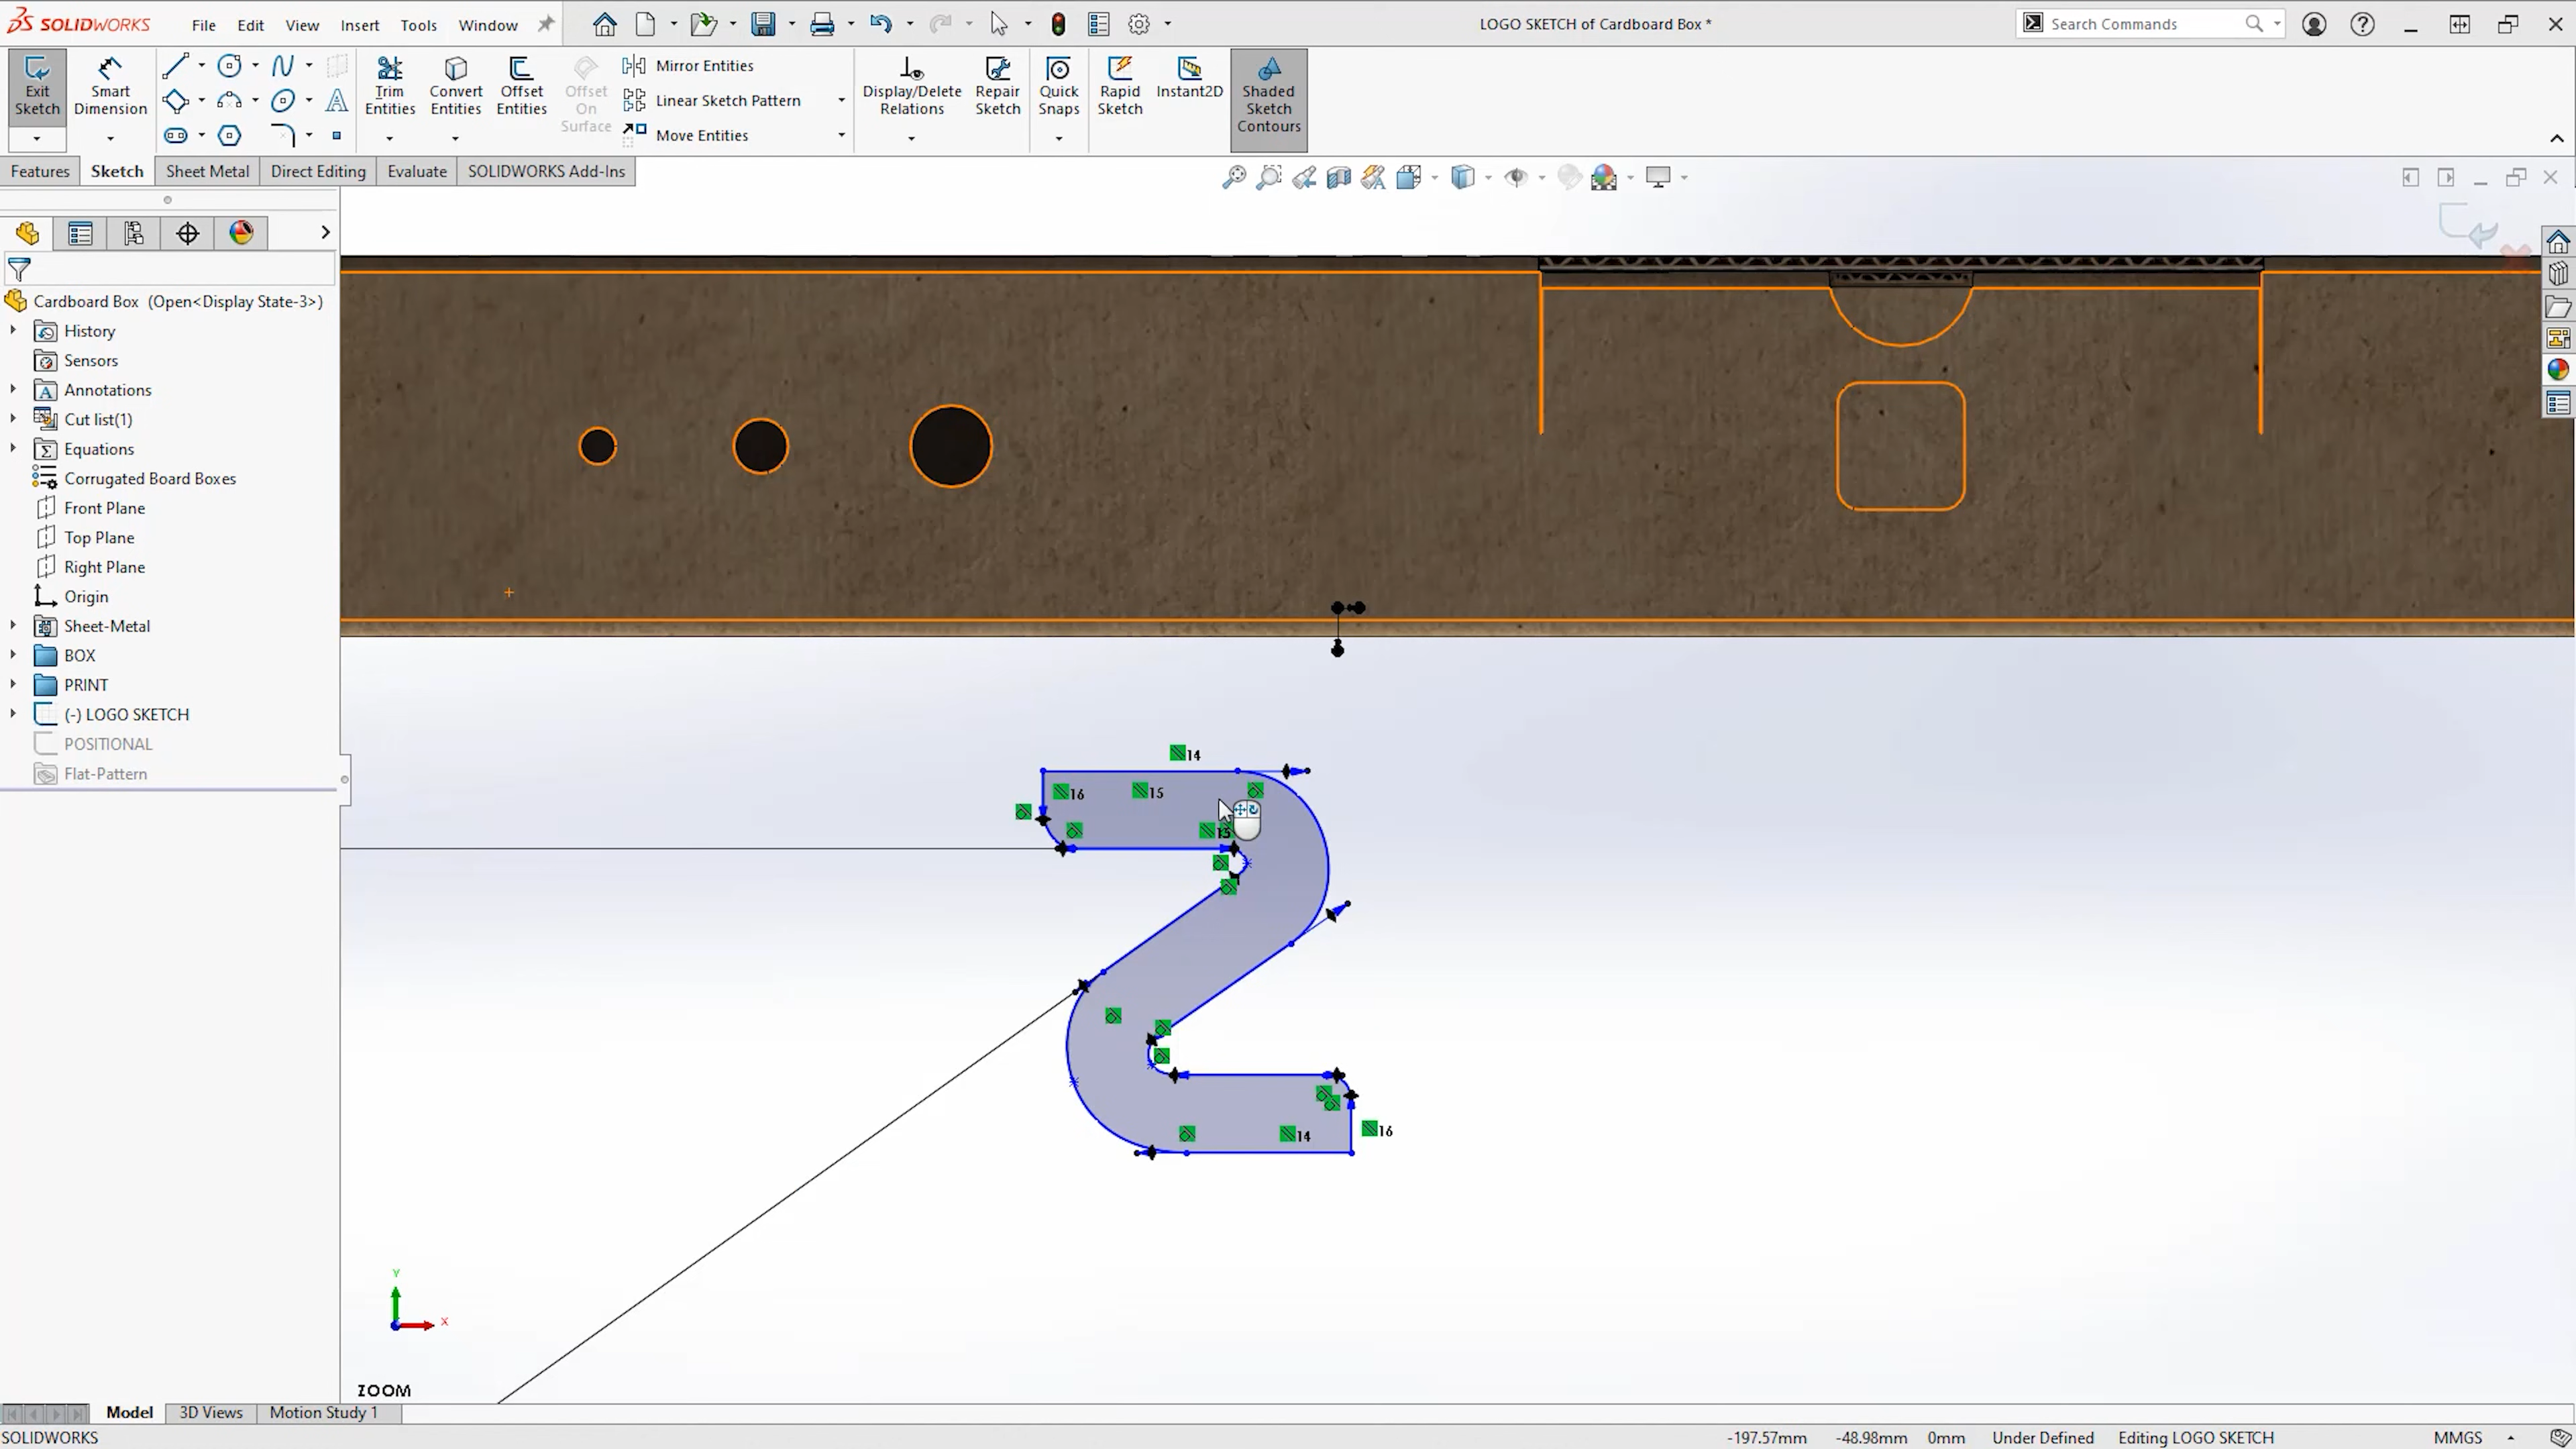 SOLIDWORKS
File Edit View Insert Tools Window
LOGO SKETCH of Cardboard Box *
Search Commands
Exit Sketch
Smart Dimension
Trim Entities
Convert Entities
Offset Entities
Offset On Surface
Mirror Entities
Linear Sketch Pattern
Move Entities
Display/Delete Relations
Repair Sketch
Quick Snaps
Rapid Sketch
Instant2D
Shaded Sketch Contours
Features Sketch Sheet Metal Direct Editing Evaluate SOLIDWORKS Add-Ins
Cardboard Box (Open<Display State-3>)
History
Sensors
Annotations
Cut list(1)
Equations
Corrugated Board Boxes
Front Plane
Top Plane
Right Plane
Origin
Sheet-Metal
BOX
PRINT
(-) LOGO SKETCH
POSITIONAL
Flat-Pattern
14
16 15
15
14 16
Y
X
ZOOM
Model 3D Views Motion Study 1
SOLIDWORKS -197.57mm -48.98mm 0mm Under Defined Editing LOGO SKETCH MMGS